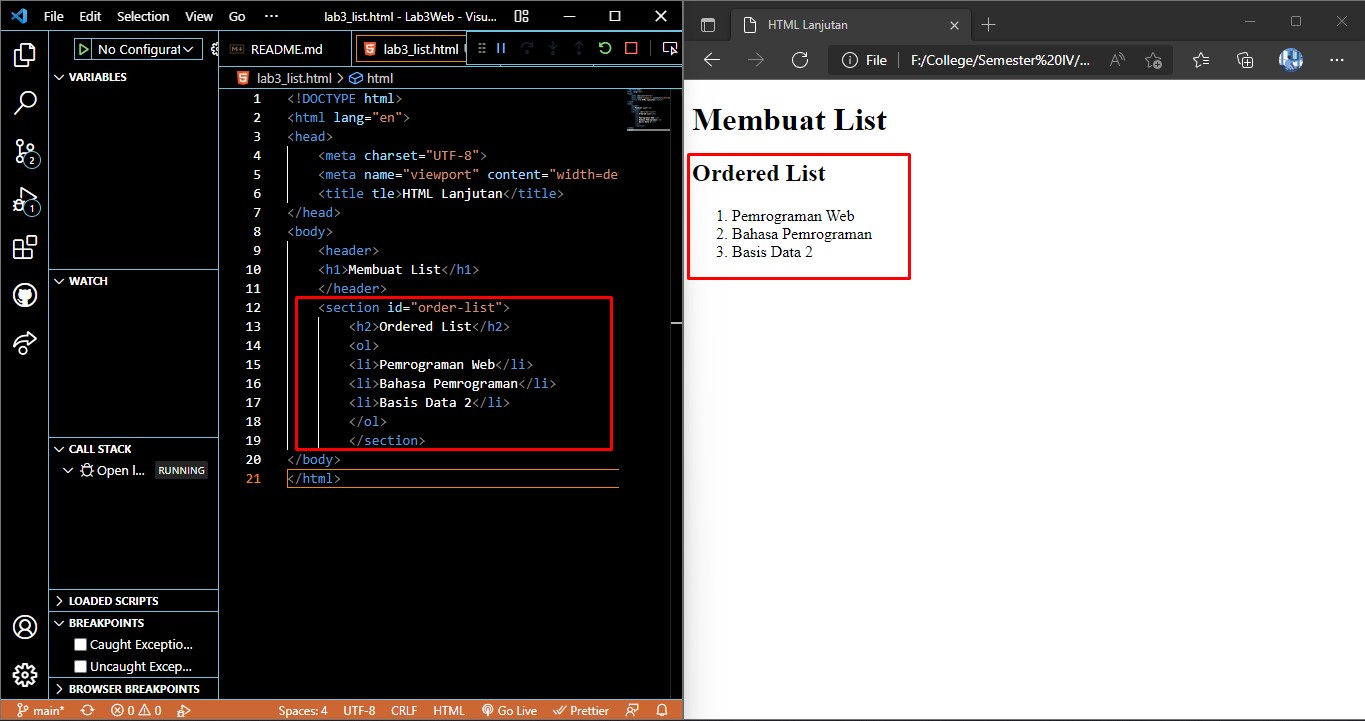 File Edit Selection View Go ··· lab3_list.html - Lab3Web - Visu...
No Configurat
README.md
lab3_list.html
VARIABLES
WATCH
CALL STACK
Open l... RUNNING
LOADED SCRIPTS
BREAKPOINTS
Caught Exceptio...
Uncaught Excep...
BROWSER BREAKPOINTS
2
1
lab3_list.html > html
1 <!DOCTYPE html>
2 <html lang="en">
3 <head>
4 <meta charset="UTF-8">
5 <meta name="viewport" content="width=de
6 <title tle>HTML Lanjutan</title>
7 </head>
8 <body>
9 <header>
10 <h1>Membuat List</h1>
11 </header>
12 <section id="order-list">
13 <h2>Ordered List</h2>
14 <ol>
15 <li>Pemrograman Web</li>
16 <li>Bahasa Pemrograman</li>
17 <li>Basis Data 2</li>
18 </ol>
19 </section>
20 </body>
21 </html>
main* 0 0 Spaces: 4 UTF-8 CRLF HTML Go Live Prettier
HTML Lanjutan
File F:/College/Semester%20IV/...
Membuat List
Ordered List
1. Pemrograman Web
2. Bahasa Pemrograman
3. Basis Data 2